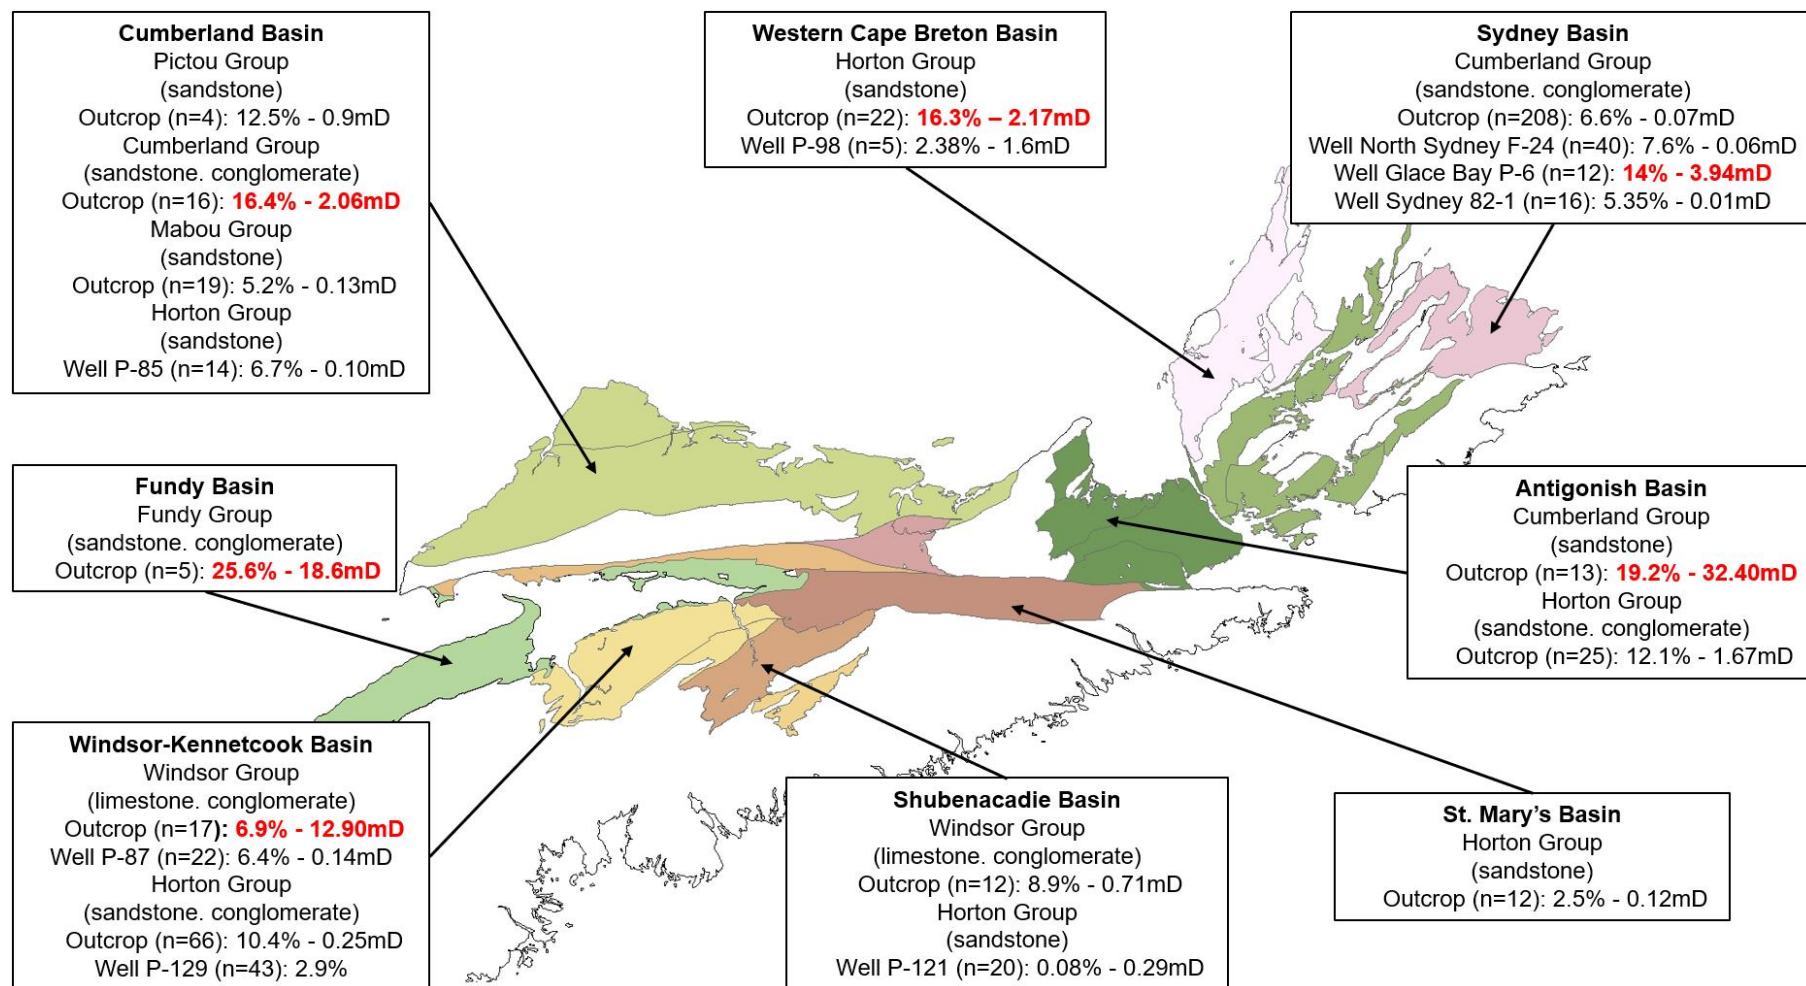 Cumberland Basin
Pictou Group
(sandstone)
Outcrop (n=4): 12.5% - 0.9mD
Cumberland Group
(sandstone. conglomerate)
Outcrop (n=16): 16.4% - 2.06mD
Mabou Group
(sandstone)
Outcrop (n=19): 5.2% - 0.13mD
Horton Group
(sandstone)
Well P-85 (n=14): 6.7% - 0.10mD
Western Cape Breton Basin
Horton Group
(sandstone)
Outcrop (n=22): 16.3% – 2.17mD
Well P-98 (n=5): 2.38% - 1.6mD
Sydney Basin
Cumberland Group
(sandstone. conglomerate)
Outcrop (n=208): 6.6% - 0.07mD
Well North Sydney F-24 (n=40): 7.6% - 0.06mD
Well Glace Bay P-6 (n=12): 14% - 3.94mD
Well Sydney 82-1 (n=16): 5.35% - 0.01mD
Fundy Basin
Fundy Group
(sandstone. conglomerate)
Outcrop (n=5): 25.6% - 18.6mD
Antigonish Basin
Cumberland Group
(sandstone)
Outcrop (n=13): 19.2% - 32.40mD
Horton Group
(sandstone. conglomerate)
Outcrop (n=25): 12.1% - 1.67mD
Windsor-Kennetcook Basin
Windsor Group
(limestone. conglomerate)
Outcrop (n=17): 6.9% - 12.90mD
Well P-87 (n=22): 6.4% - 0.14mD
Horton Group
(sandstone. conglomerate)
Outcrop (n=66): 10.4% - 0.25mD
Well P-129 (n=43): 2.9%
Shubenacadie Basin
Windsor Group
(limestone. conglomerate)
Outcrop (n=12): 8.9% - 0.71mD
Horton Group
(sandstone)
Well P-121 (n=20): 0.08% - 0.29mD
St. Mary’s Basin
Horton Group
(sandstone)
Outcrop (n=12): 2.5% - 0.12mD